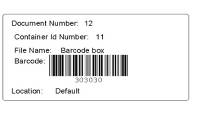 Document Number: 12
Container Id Number: 11
File Name: Barcode box
Barcode:
303030
Location: Default